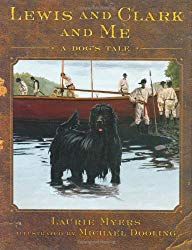 LEWIS AND CLARK
AND ME
A DOG'S TALE
LAURIE MYERS
ILLUSTRATED BY MICHAEL DOOLING